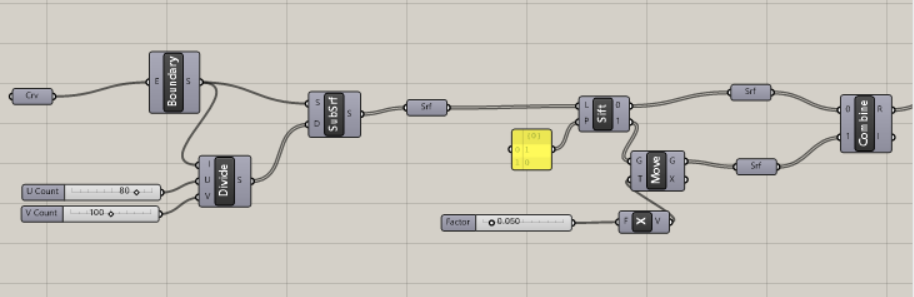 Crv
E Boundary S
S D SubSrf S
Srf
L P Sift 0 1
{0}
0 1
1 0
Srf
0 1 Combine R I
I U V Divide S
U Count 80
V Count 100
G T Move G X
Srf
Factor 0.050
F X V